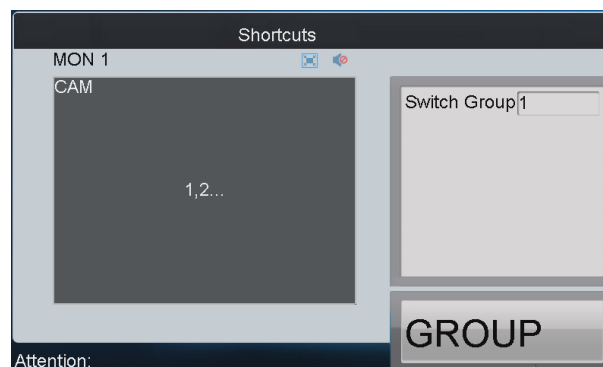 Shortcuts
MON 1
CAM
1,2...
Switch Group 1
GROUP
Attention: